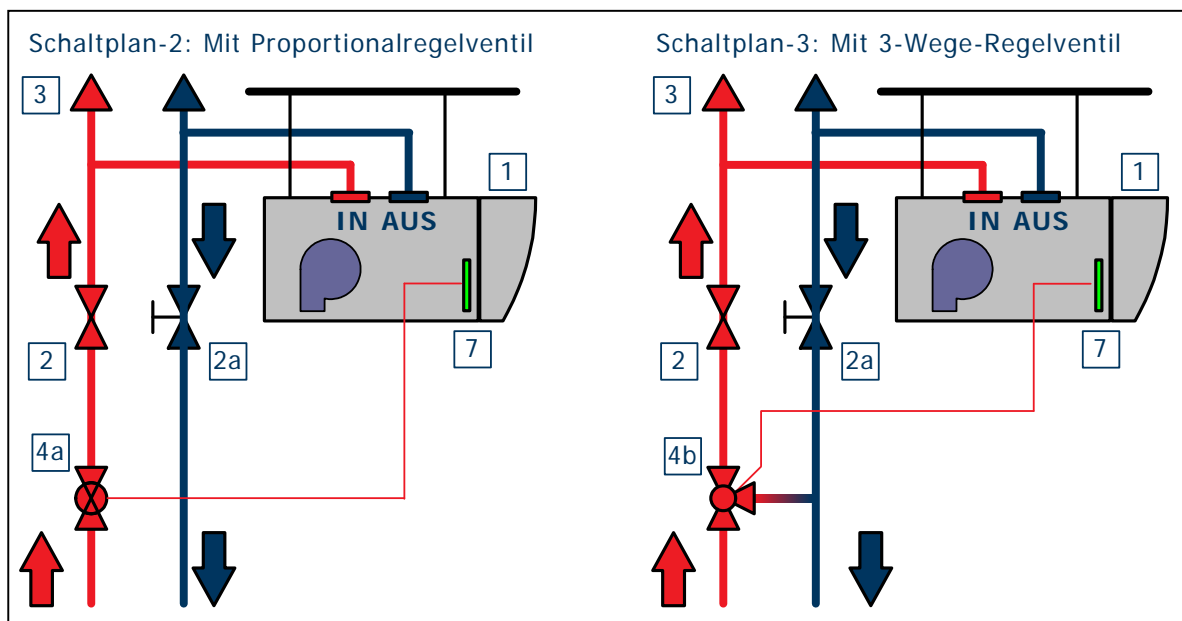 Schaltplan-2: Mit Proportionalregelventil
3
1
IN AUS
2
2a
7
4a
Schaltplan-3: Mit 3-Wege-Regelventil
3
1
IN AUS
2
2a
7
4b